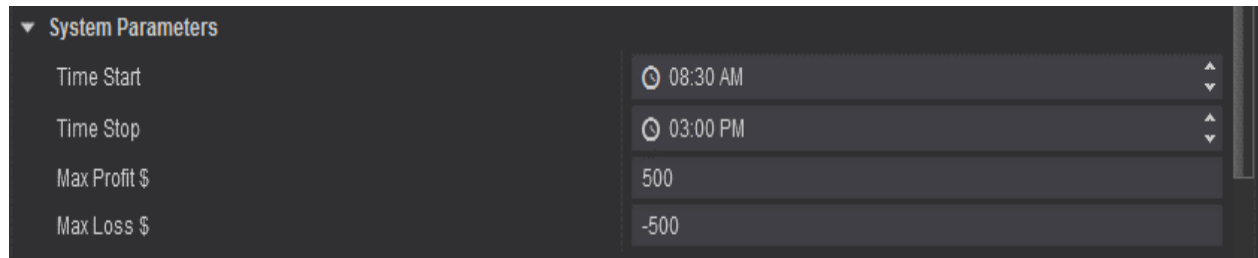 System Parameters
Time Start 08:30 AM
Time Stop 03:00 PM
Max Profit $ 500
Max Loss $ -500